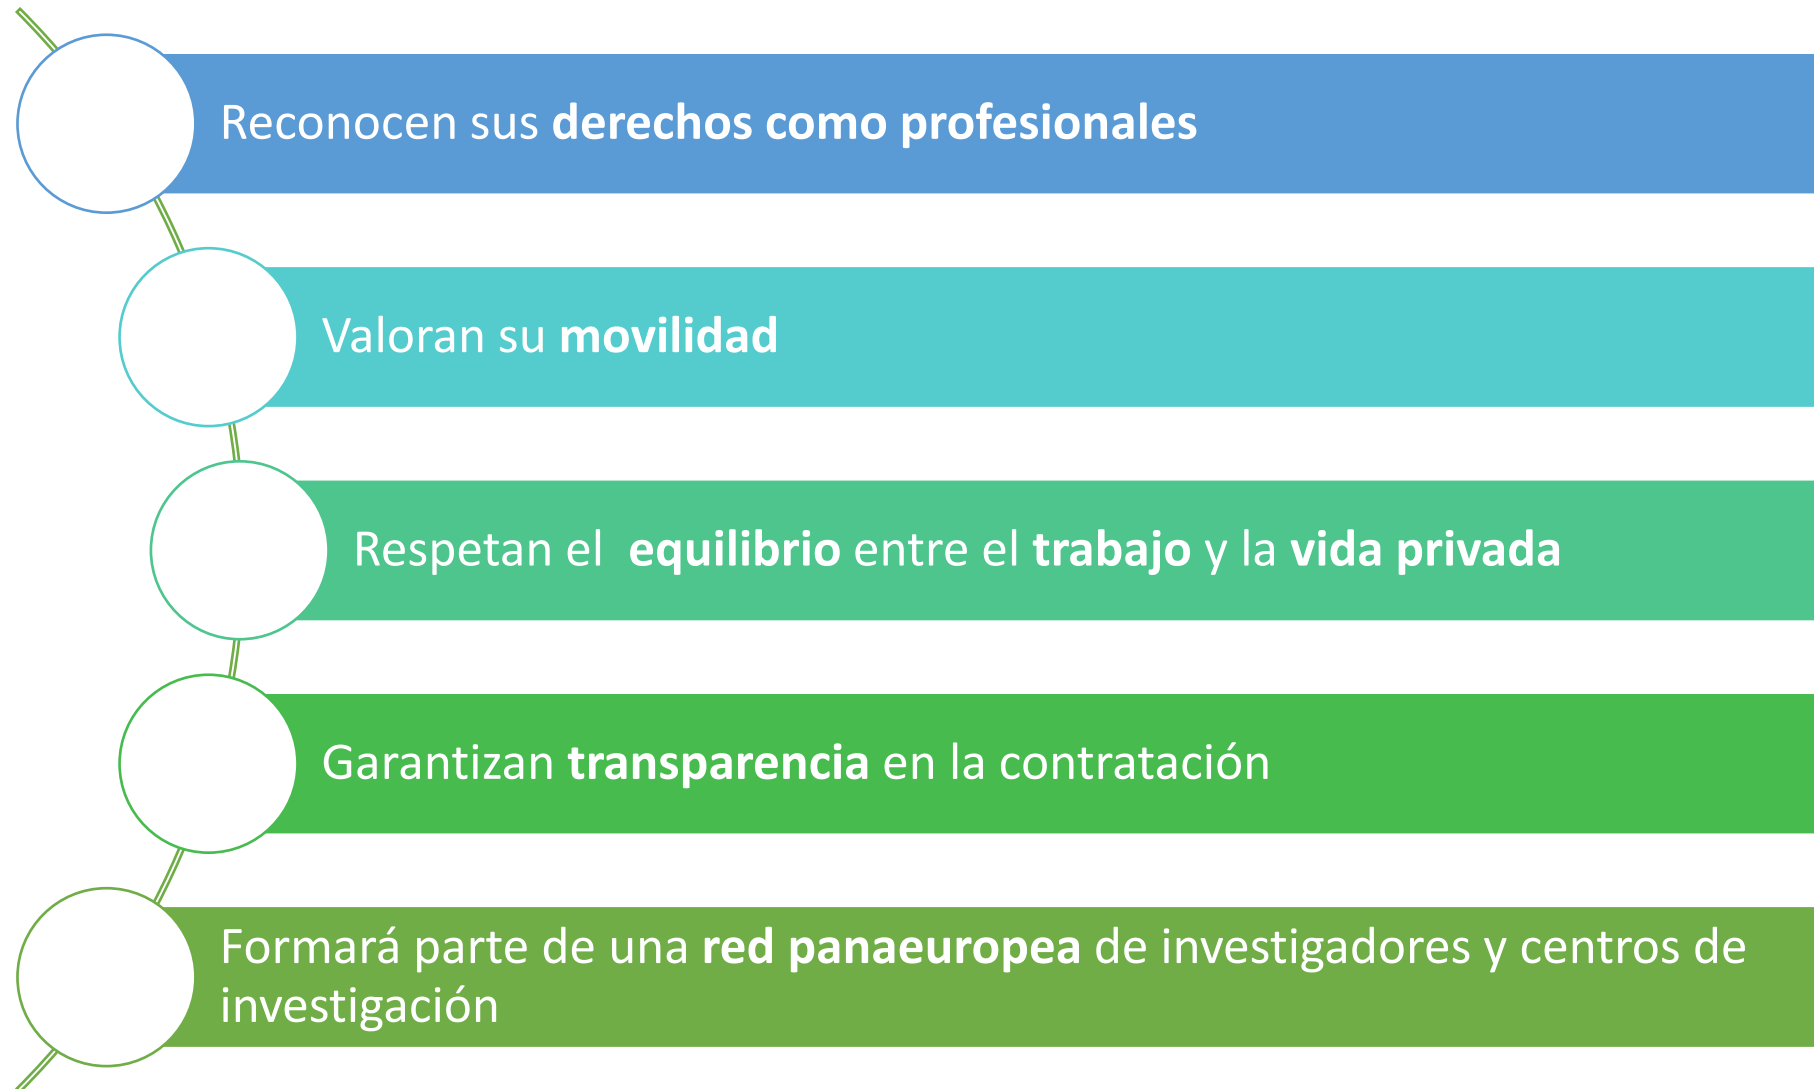 Reconocen sus derechos como profesionales
Valoran su movilidad
Respetan el  equilibrio entre el trabajo y la vida privada
Garantizan transparencia en la contratación
Formará parte de una red panaeuropea de investigadores y centros de
investigación